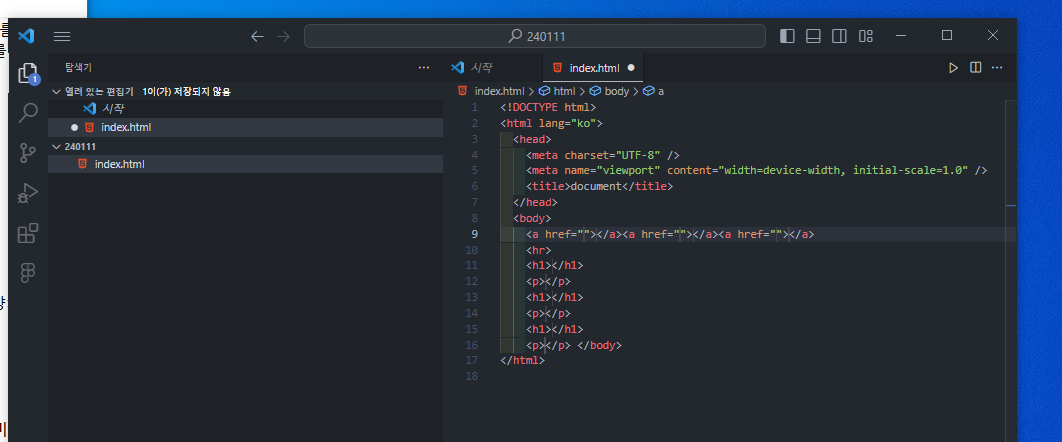 240111
탐색기
시작
index.html
index.html > html > body > a
열려 있는 편집기 1이(가) 저장되지 않음
시작
index.html
240111
index.html
1
1 <!DOCTYPE html>
2 <html lang="ko">
3 <head>
4 <meta charset="UTF-8" />
5 <meta name="viewport" content="width=device-width, initial-scale=1.0" />
6 <title>document</title>
7 </head>
8 <body>
9 <a href=""></a><a href=""></a><a href=""></a>
10 <hr>
11 <h1></h1>
12 <p></p>
13 <h1></h1>
14 <p></p>
15 <h1></h1>
16 <p></p> </body>
17 </html>
18